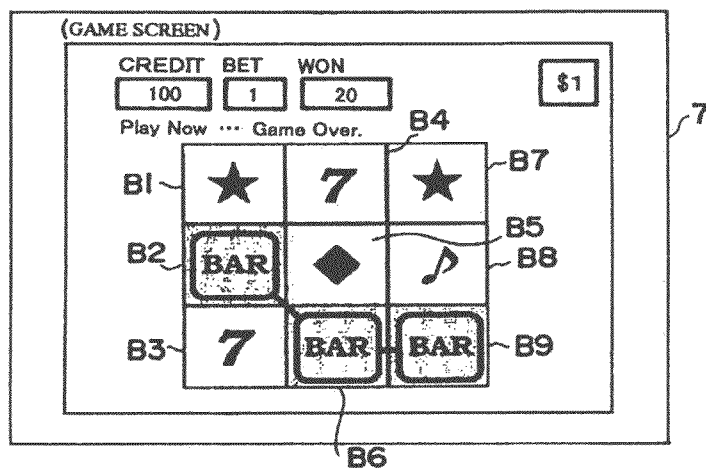 (GAME SCREEN)
CREDIT BET WON
100 1 20 $1
Play Now ··· Game Over.
B4
7
B1 7 B7
B5
B2 BAR B8
B3 7 BAR BAR B9
B6